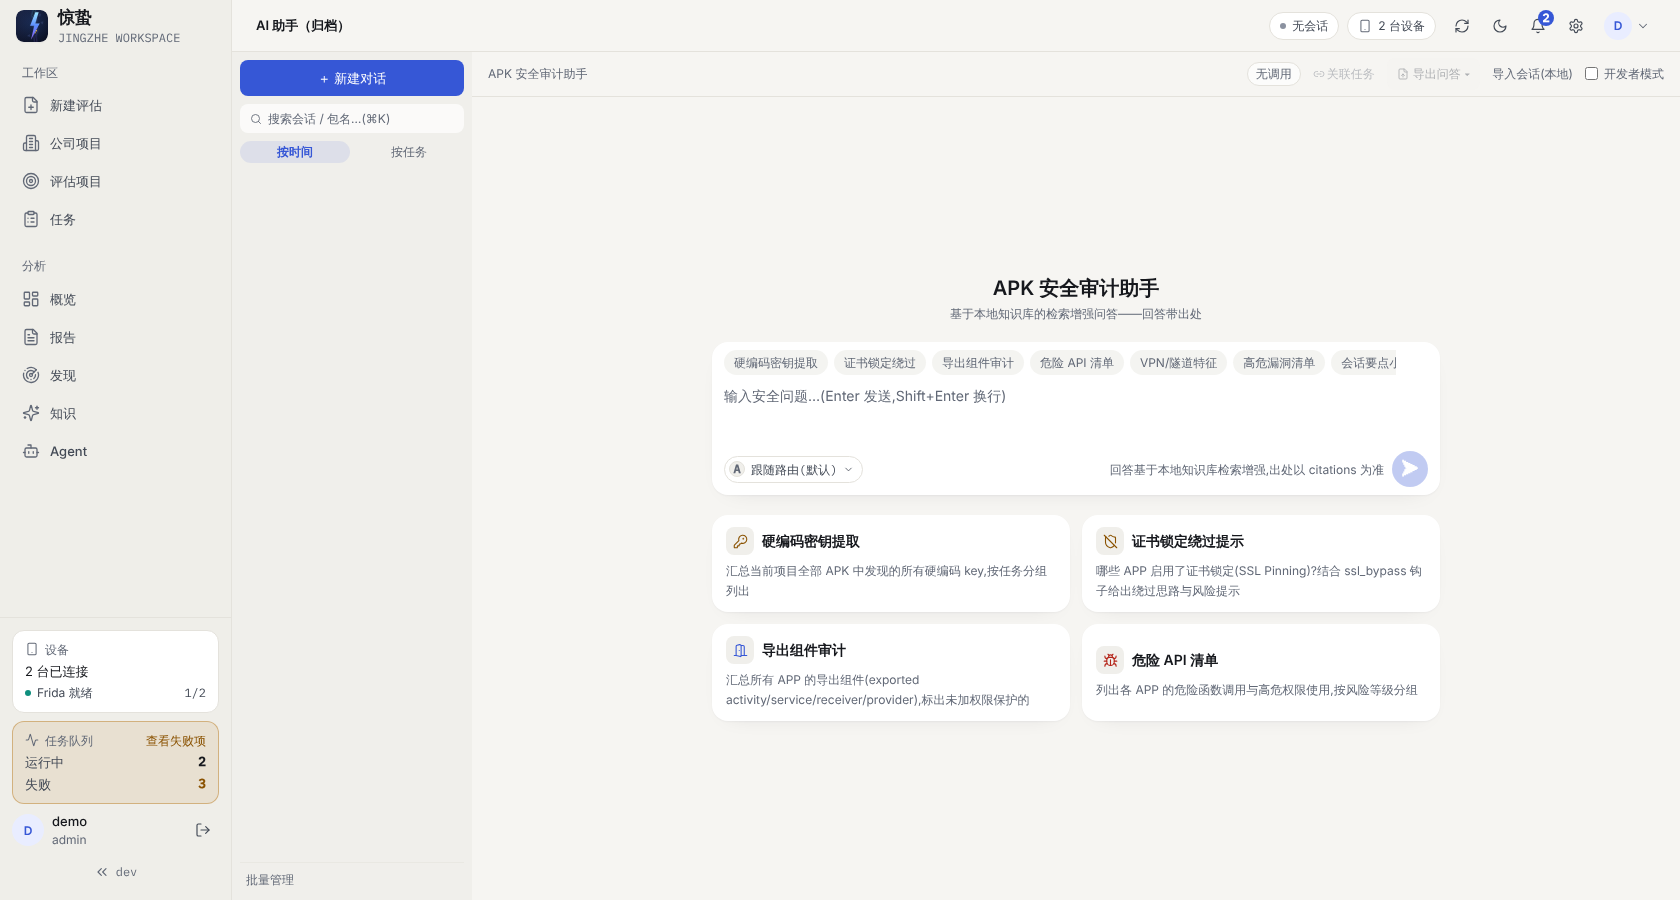 惊蛰
JINGZHE WORKSPACE
工作区
新建评估
公司项目
评估项目
任务
分析
概览
报告
发现
知识
Agent
设备
2 台已连接
Frida 就绪 1/2
任务队列 查看失败项
运行中 2
失败 3
D
demo
admin
dev
AI 助手（归档）
无会话
2 台设备
2
D
+ 新建对话
搜索会话 / 包名...(⌘K)
按时间 按任务
批量管理
APK 安全审计助手
无调用 关联任务 导出问答 导入会话(本地) 开发者模式
APK 安全审计助手
基于本地知识库的检索增强问答——回答带出处
硬编码密钥提取 证书锁定绕过 导出组件审计 危险 API 清单 VPN/隧道特征 高危漏洞清单 会话要点小
输入安全问题...(Enter 发送,Shift+Enter 换行)
A 跟随路由(默认)
回答基于本地知识库检索增强,出处以 citations 为准
硬编码密钥提取
汇总当前项目全部 APK 中发现的所有硬编码 key,按任务分组
列出
证书锁定绕过提示
哪些 APP 启用了证书锁定(SSL Pinning)?结合 ssl_bypass 钩
子给出绕过思路与风险提示
导出组件审计
汇总所有 APP 的导出组件(exported
activity/service/receiver/provider),标出未加权限保护的
危险 API 清单
列出各 APP 的危险函数调用与高危权限使用,按风险等级分组